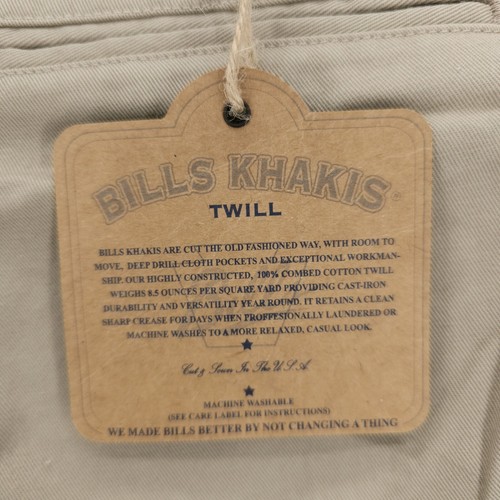 BILLS KHAKIS®
TWILL
BILLS KHAKIS ARE CUT THE OLD FASHIONED WAY, WITH ROOM TO
MOVE, DEEP DRILL CLOTH POCKETS AND EXCEPTIONAL WORKMAN-
SHIP. OUR HIGHLY CONSTRUCTED, 100% COMBED COTTON TWILL
WEIGHS 8.5 OUNCES PER SQUARE YARD PROVIDING CAST-IRON
DURABILITY AND VERSATILITY YEAR ROUND. IT RETAINS A CLEAN
SHARP CREASE FOR DAYS WHEN PROFFESIONALLY LAUNDERED OR
MACHINE WASHES TO A MORE RELAXED, CASUAL LOOK.
Cut & Sewn In The U.S.A.
MACHINE WASHABLE
(SEE CARE LABEL FOR INSTRUCTIONS)
WE MADE BILLS BETTER BY NOT CHANGING A THING